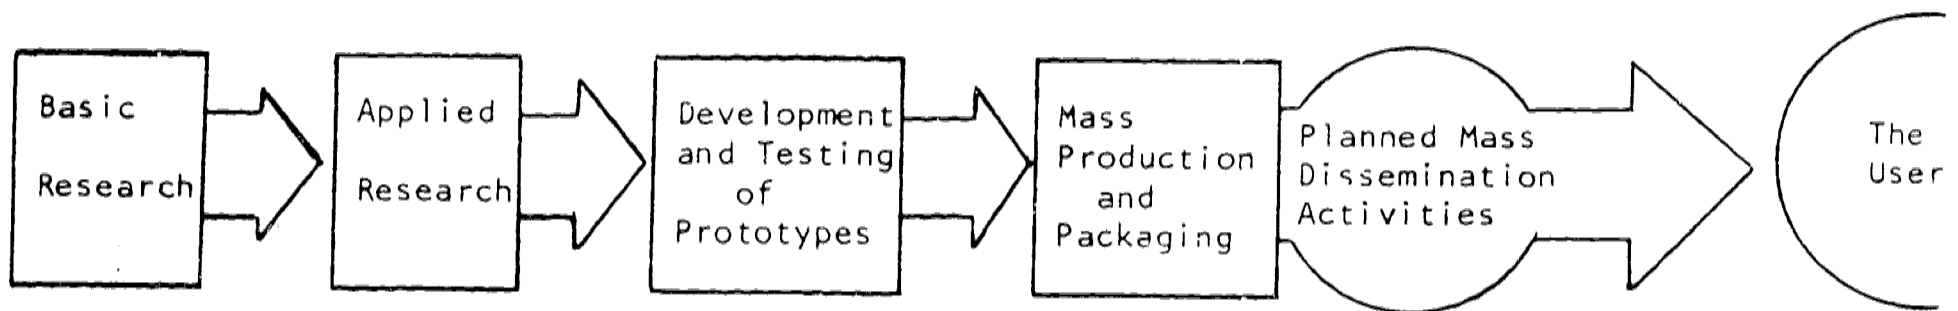 Basic
Research
Applied
Research
Development
and Testing
of
Prototypes
Mass
Production
and
Packaging
Planned Mass
Dissemination
Activities
The
User